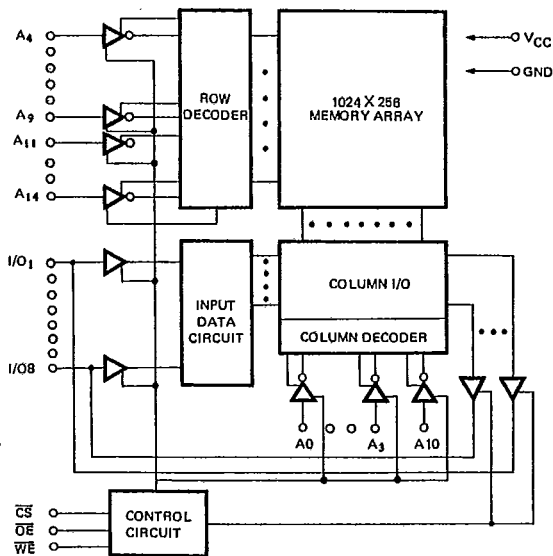 A4
A9
A11
A14
ROW
DECODER
1024 X 256
MEMORY ARRAY
VCC
GND
I/O1
I/O8
INPUT
DATA
CIRCUIT
COLUMN I/O
COLUMN DECODER
A0
A3
A10
CS
OE
WE
CONTROL
CIRCUIT